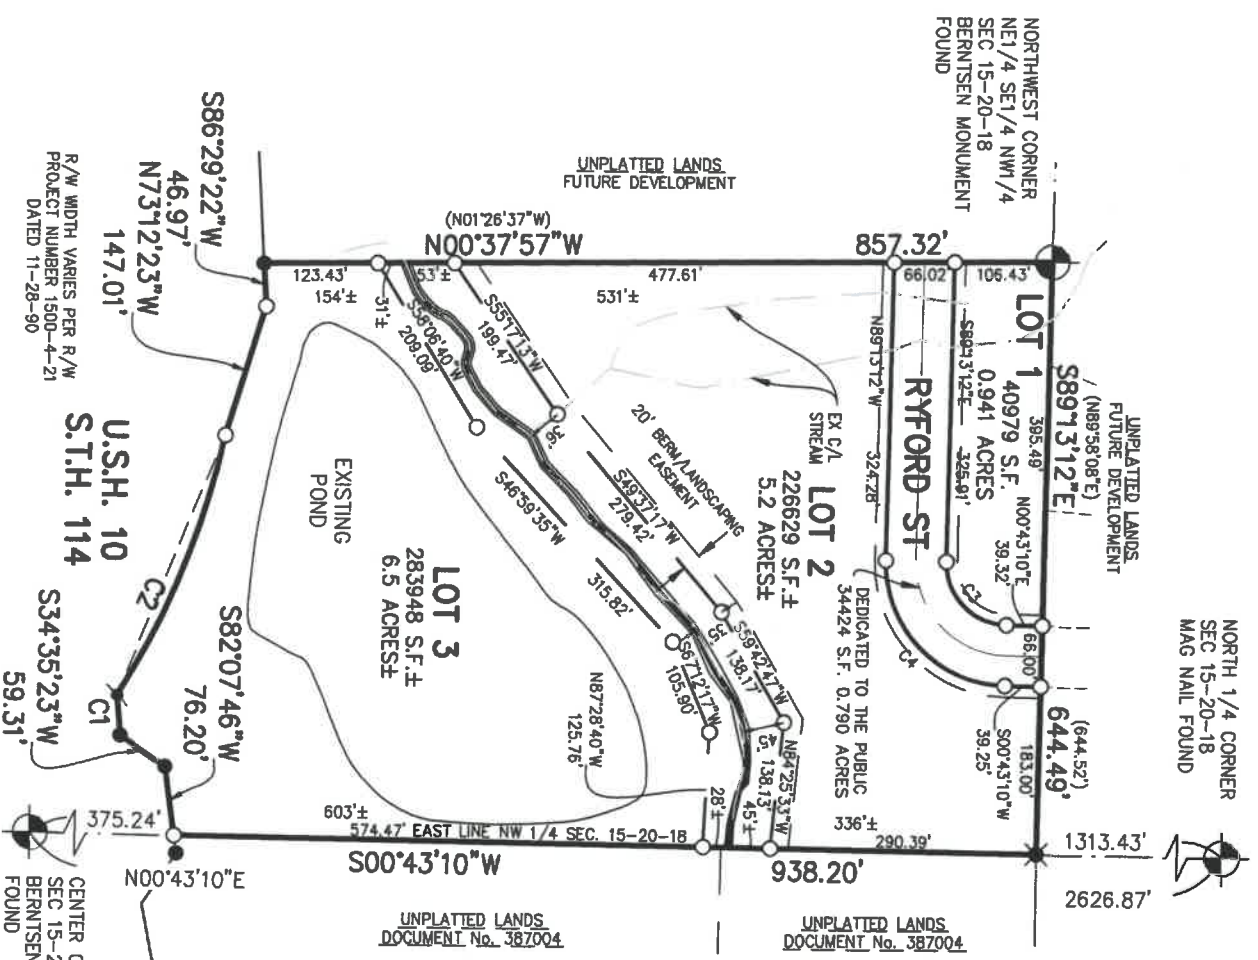 NORTHWEST CORNER
NE1/4 SE1/4 NW1/4
SEC 15-20-18
BERNTSEN MONUMENT
FOUND
UNPLATTED LANDS
FUTURE DEVELOPMENT
S89°13'12"E
(N89°58'08"E)
395.49'
66.00'
183.00'
644.49'
(644.52')
NORTH 1/4 CORNER
SEC 15-20-18
MAG NAIL FOUND
1313.43'
2626.87'
LOT 1
40979 S.F.
0.941 ACRES
N00°43'10"E
39.32'
C3
S89°13'12"E
325.91'
106.43'
66.02
RYFORD ST
N89°13'12"W
324.28'
C4
S00°43'10"W
39.25'
DEDICATED TO THE PUBLIC
34424 S.F. 0.790 ACRES
857.32'
UNPLATTED LANDS
FUTURE DEVELOPMENT
(N01°26'37"W)
N00°37'57"W
477.61'
531'±
53'±
123.43'
154'±
31'±
EX C/L
STREAM
LOT 2
226629 S.F.±
5.2 ACRES±
20' BERM/LANDSCAPING
EASEMENT
S55°17'13"W
199.47'
S49°37'17"W
279.42'
S59°42'47"W
138.17'
N84°25'33"W
138.13'
336'±
290.39'
45'±
28'±
S58°06'40"W
209.09'
S46°59'35"W
315.82'
S67°12'17"W
105.90'
N87°28'40"W
125.76'
EXISTING
POND
LOT 3
283948 S.F.±
6.5 ACRES±
603'±
574.47'
EAST LINE NW 1/4 SEC. 15-20-18
S00°43'10"W
938.20'
UNPLATTED LANDS
DOCUMENT No. 387004
UNPLATTED LANDS
DOCUMENT No. 387004
S86°29'22"W
46.97'
N73°12'23"W
147.01'
R/W WIDTH VARIES PER R/W
PROJECT NUMBER 1500-4-21
DATED 11-28-90
U.S.H. 10
S.T.H. 114
C2
C1
S82°07'46"W
76.20'
S34°35'23"W
59.31'
375.24'
N00°43'10"E
CENTER
SEC 15-2
BERNTSEN
FOUND